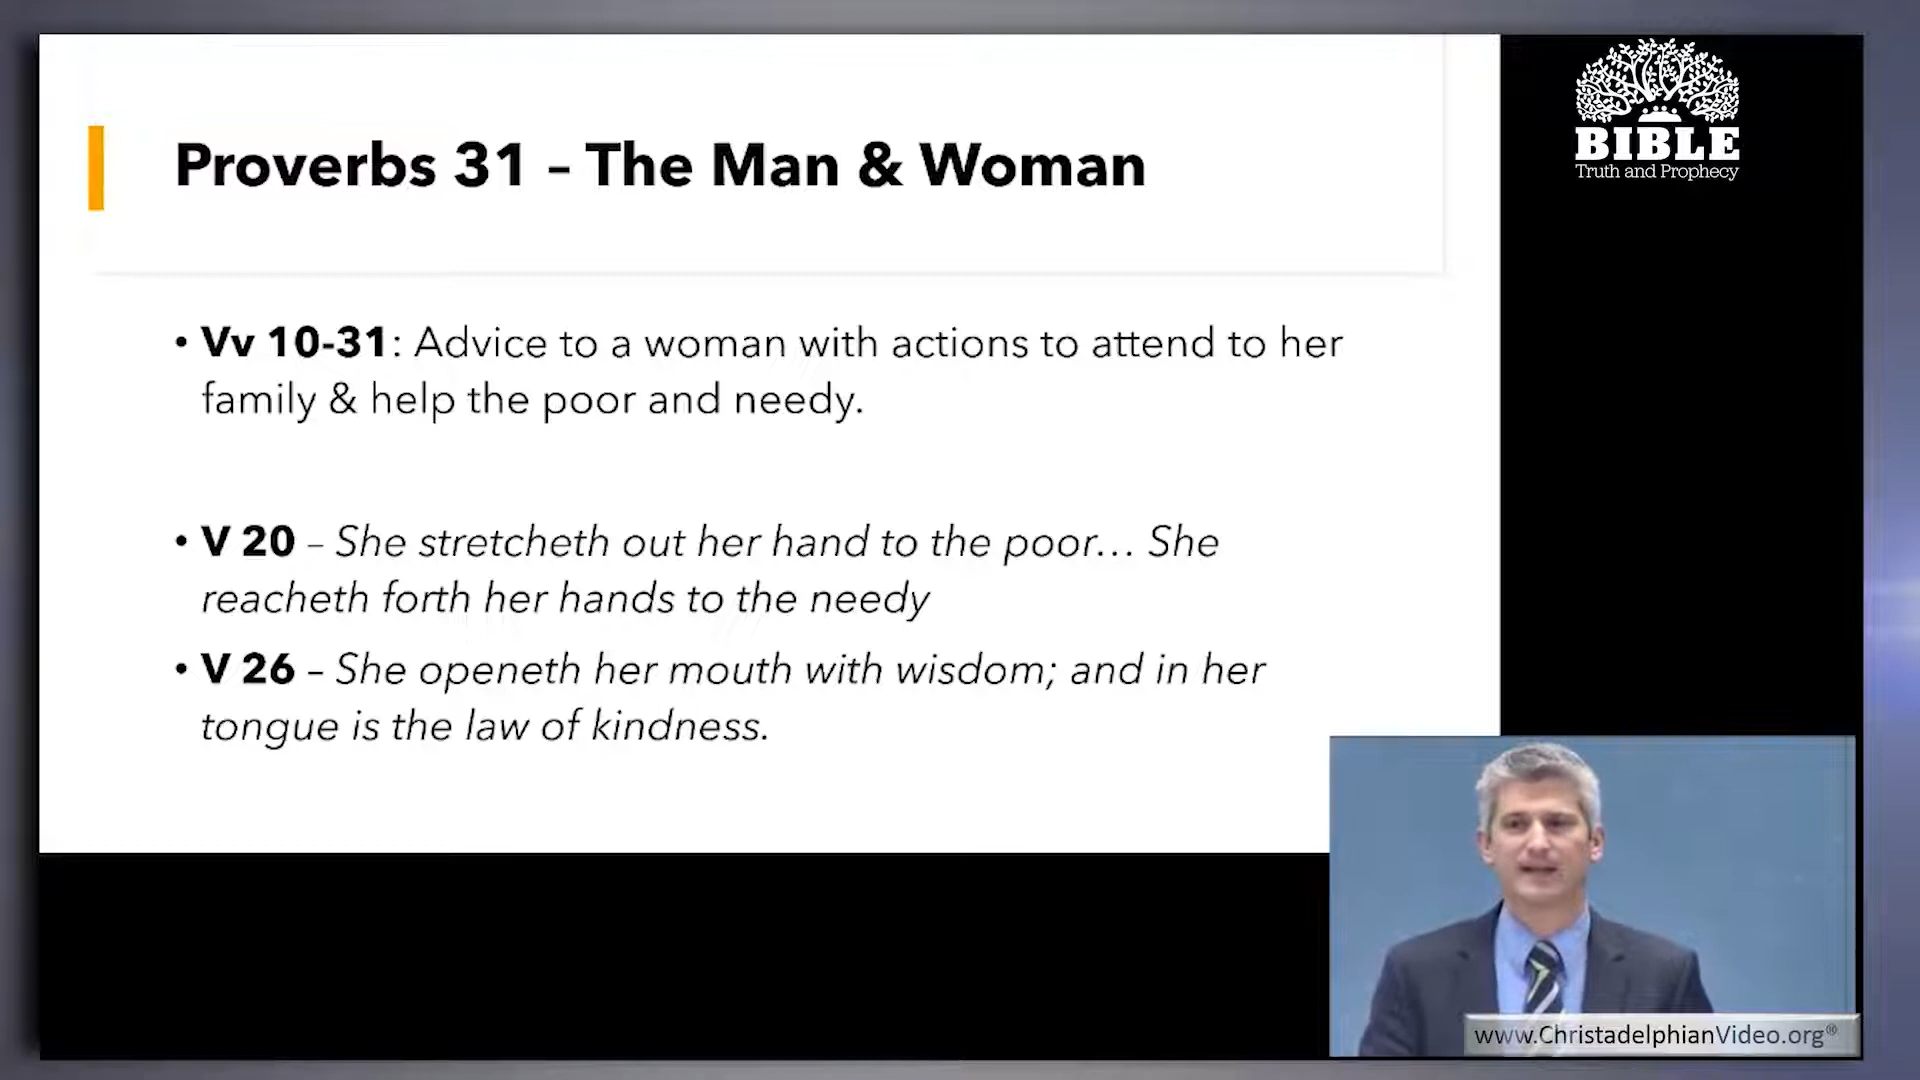 Proverbs 31 – The Man & Woman
• Vv 10-31: Advice to a woman with actions to attend to her
family & help the poor and needy.
• V 20 – She stretcheth out her hand to the poor... She
reacheth forth her hands to the needy
• V 26 – She openeth her mouth with wisdom; and in her
tongue is the law of kindness.
BIBLE
Truth and Prophecy
www.ChristadelphianVideo.org®